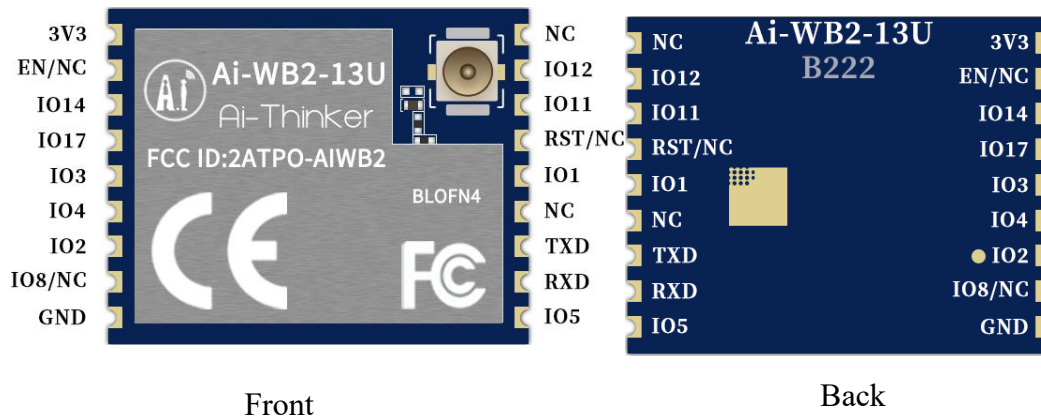 3V3
EN/NC
IO14
IO17
IO3
IO4
IO2
IO8/NC
GND
A.i
Ai-WB2-13U
Ai-Thinker
FCC ID:2ATPO-AIWB2
BLOFN4
CE
FC
NC
IO12
IO11
RST/NC
IO1
NC
TXD
RXD
IO5
Front
Ai-WB2-13U
B222
NC
IO12
IO11
RST/NC
IO1
NC
TXD
RXD
IO5
3V3
EN/NC
IO14
IO17
IO3
IO4
IO2
IO8/NC
GND
Back